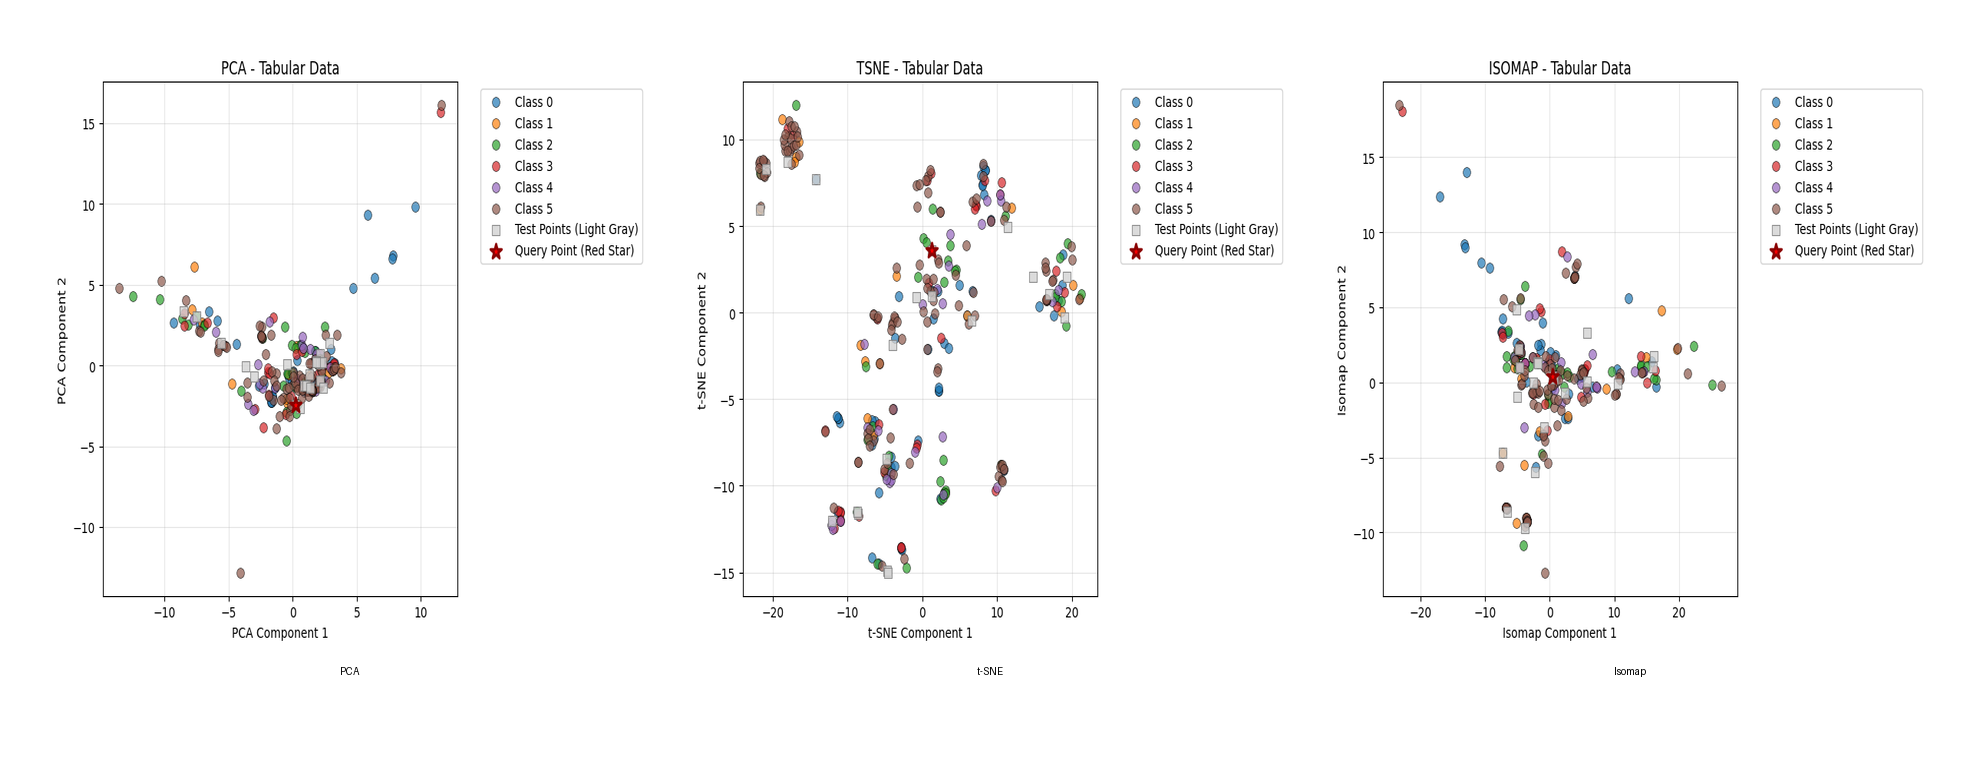 PCA - Tabular Data
15
10
5
0
−5
−10
PCA Component 2
−10
−5
0
5
10
PCA Component 1
Class 0
Class 1
Class 2
Class 3
Class 4
Class 5
Test Points (Light Gray)
Query Point (Red Star)
PCA
TSNE - Tabular Data
10
5
0
−5
−10
−15
t-SNE Component 2
−20
−10
0
10
20
t-SNE Component 1
Class 0
Class 1
Class 2
Class 3
Class 4
Class 5
Test Points (Light Gray)
Query Point (Red Star)
t-SNE
ISOMAP - Tabular Data
15
10
5
0
−5
−10
Isomap Component 2
−20
−10
0
10
20
Isomap Component 1
Class 0
Class 1
Class 2
Class 3
Class 4
Class 5
Test Points (Light Gray)
Query Point (Red Star)
Isomap